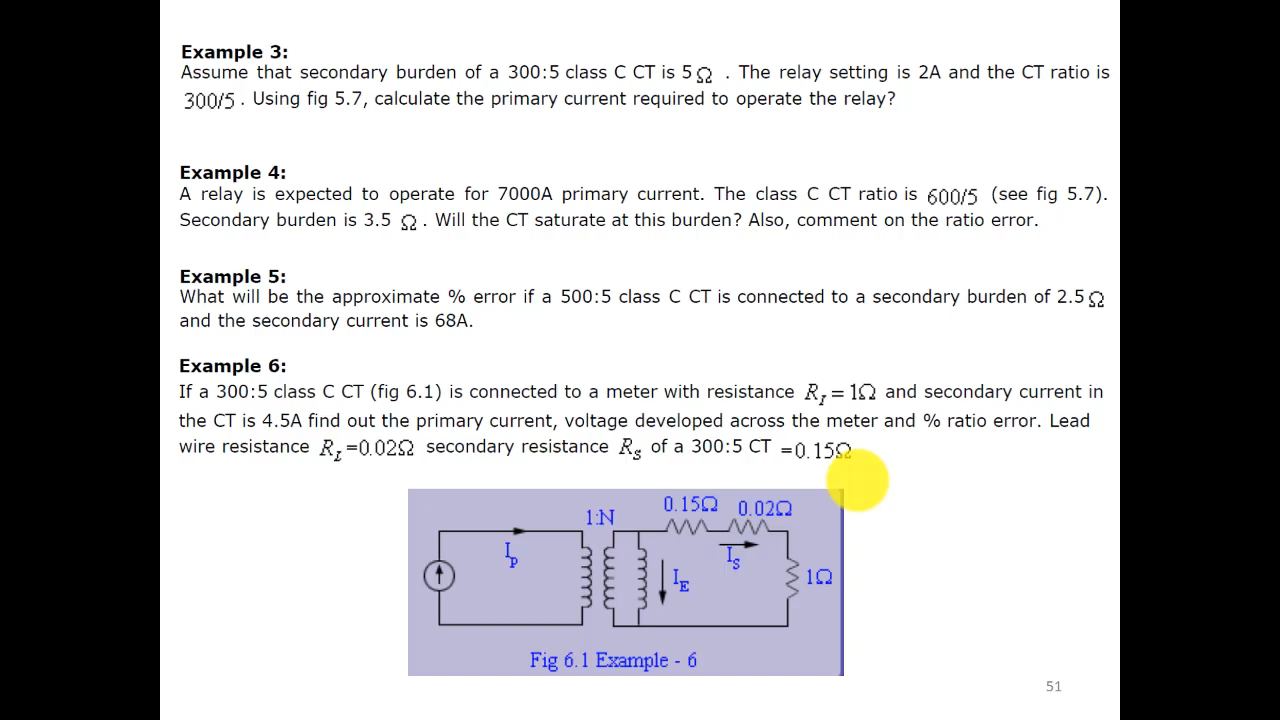 Example 3:
Assume that secondary burden of a 300:5 class C CT is 5Ω . The relay setting is 2A and the CT ratio is
300/5 . Using fig 5.7, calculate the primary current required to operate the relay?
Example 4:
A relay is expected to operate for 7000A primary current. The class C CT ratio is 600/5 (see fig 5.7).
Secondary burden is 3.5 Ω . Will the CT saturate at this burden? Also, comment on the ratio error.
Example 5:
What will be the approximate % error if a 500:5 class C CT is connected to a secondary burden of 2.5Ω
and the secondary current is 68A.
Example 6:
If a 300:5 class C CT (fig 6.1) is connected to a meter with resistance R_I = 1Ω and secondary current in
the CT is 4.5A find out the primary current, voltage developed across the meter and % ratio error. Lead
wire resistance R_I =0.02Ω secondary resistance R_S of a 300:5 CT =0.15Ω
0.15Ω 0.02Ω
1:N
I_P
I_S
I_E
1Ω
Fig 6.1 Example - 6
51